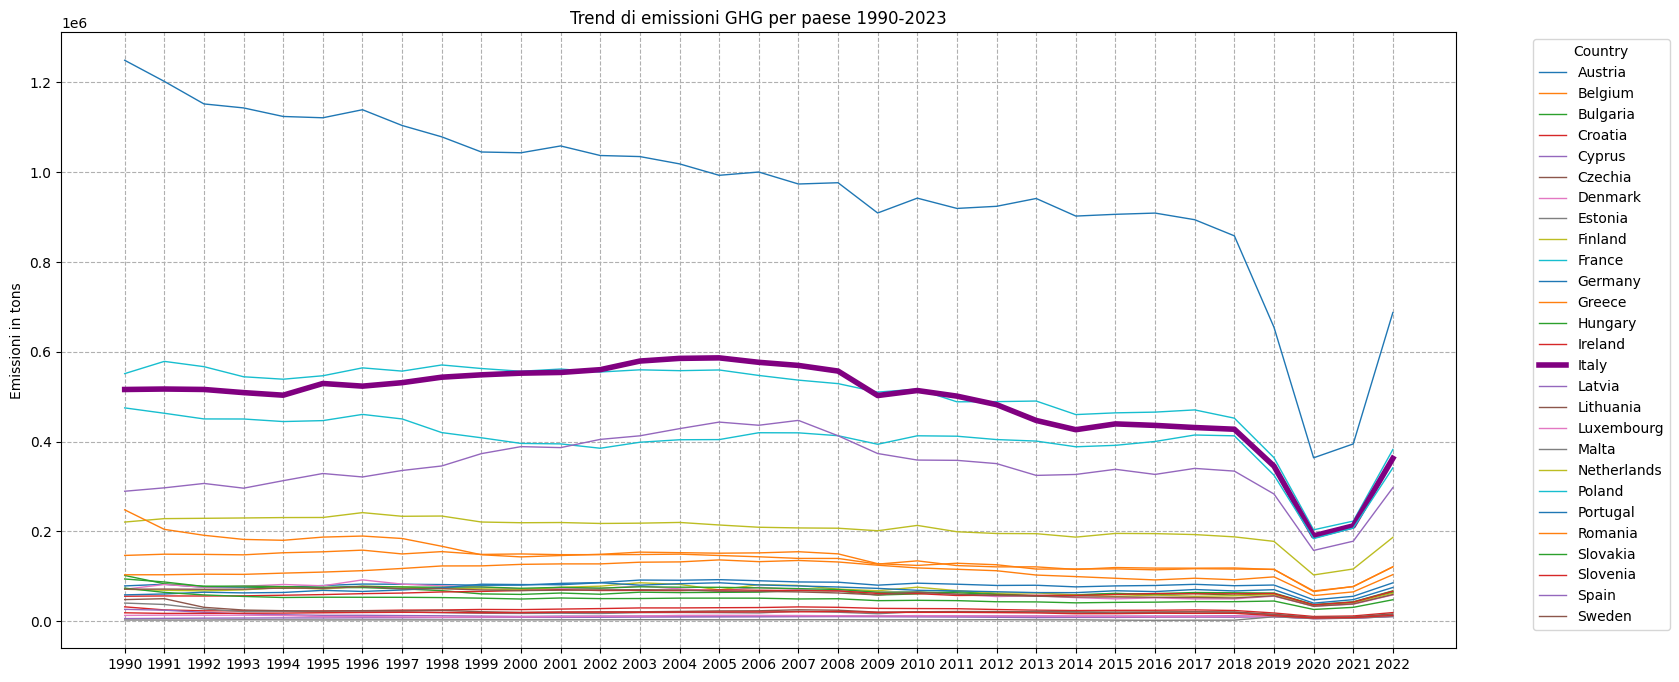 Trend di emissioni GHG per paese 1990-2023
1e6
Emissioni in tons
1.2
1.0
0.8
0.6
0.4
0.2
0.0
1990 1991 1992 1993 1994 1995 1996 1997 1998 1999 2000 2001 2002 2003 2004 2005 2006 2007 2008 2009 2010 2011 2012 2013 2014 2015 2016 2017 2018 2019 2020 2021 2022
Country
Austria
Belgium
Bulgaria
Croatia
Cyprus
Czechia
Denmark
Estonia
Finland
France
Germany
Greece
Hungary
Ireland
Italy
Latvia
Lithuania
Luxembourg
Malta
Netherlands
Poland
Portugal
Romania
Slovakia
Slovenia
Spain
Sweden